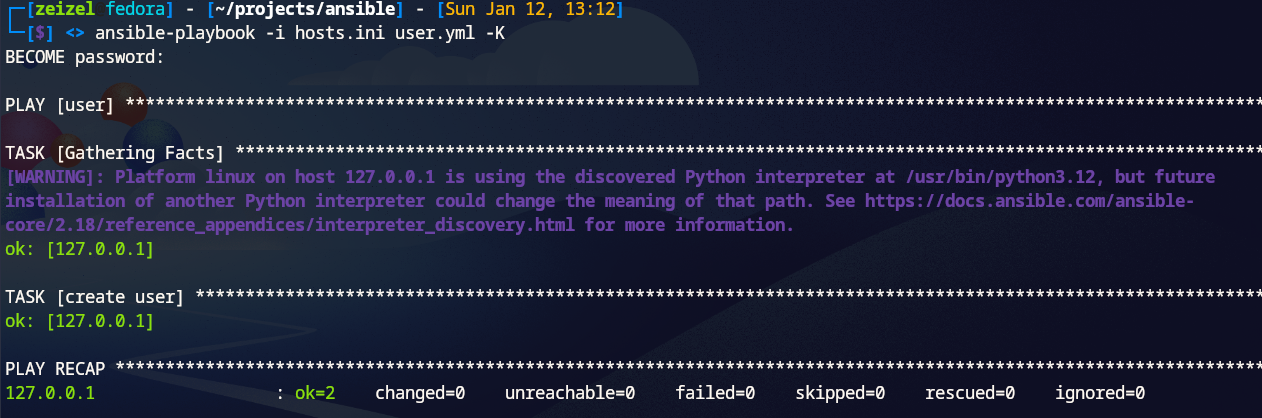 [zeizel fedora] - [~/projects/ansible] - [Sun Jan 12, 13:12]
[$] <> ansible-playbook -i hosts.ini user.yml -K
BECOME password:
PLAY [user] ******************************************************************************************************************
TASK [Gathering Facts] *******************************************************************************************************
[WARNING]: Platform linux on host 127.0.0.1 is using the discovered Python interpreter at /usr/bin/python3.12, but future
installation of another Python interpreter could change the meaning of that path. See https://docs.ansible.com/ansible-
core/2.18/reference_appendices/interpreter_discovery.html for more information.
ok: [127.0.0.1]
TASK [create user] ***********************************************************************************************************
ok: [127.0.0.1]
PLAY RECAP *******************************************************************************************************************
127.0.0.1                  : ok=2    changed=0    unreachable=0    failed=0    skipped=0    rescued=0    ignored=0